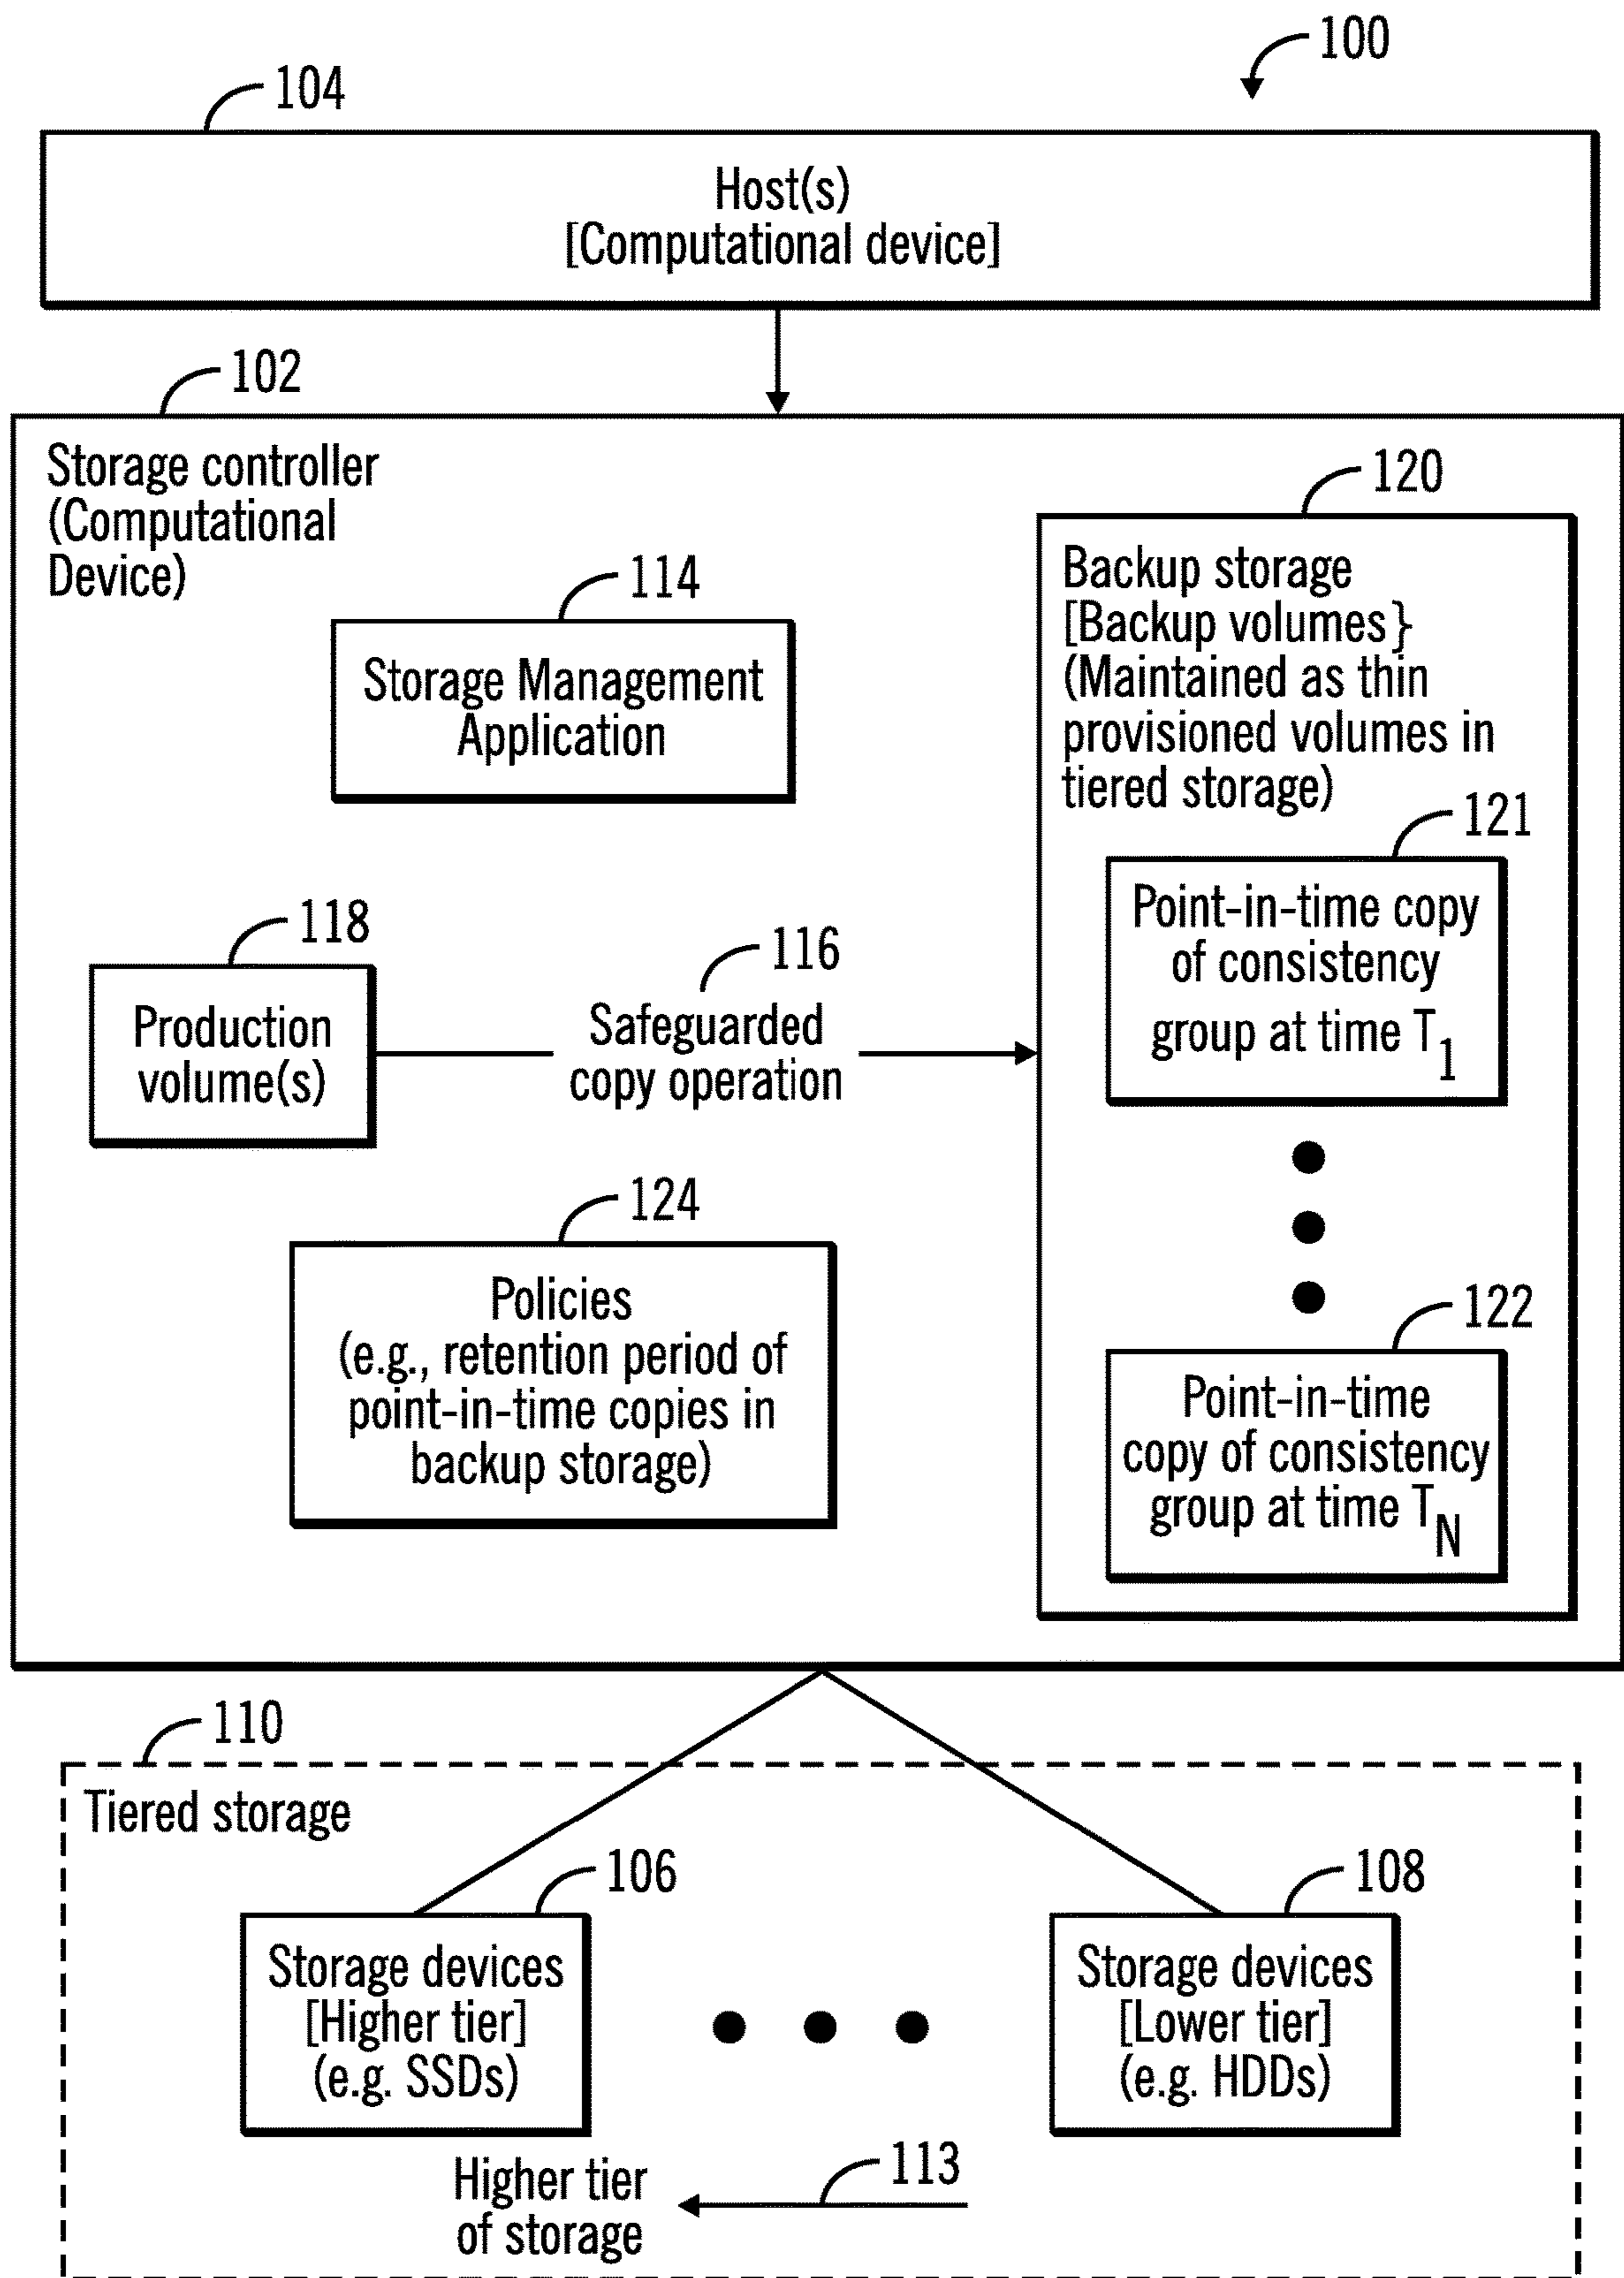 100
104
Host(s)
[Computational device]
102
Storage controller
(Computational
Device)
120
Backup storage
[Backup volumes}
(Maintained as thin
provisioned volumes in
tiered storage)
114
Storage Management
Application
121
Point-in-time copy
of consistency
group at time T1
118
Production
volume(s)
116
Safeguarded
copy operation
124
Policies
(e.g., retention period of
point-in-time copies in
backup storage)
122
Point-in-time
copy of consistency
group at time TN
110
Tiered storage
106
Storage devices
[Higher tier]
(e.g. SSDs)
108
Storage devices
[Lower tier]
(e.g. HDDs)
Higher tier
of storage
113